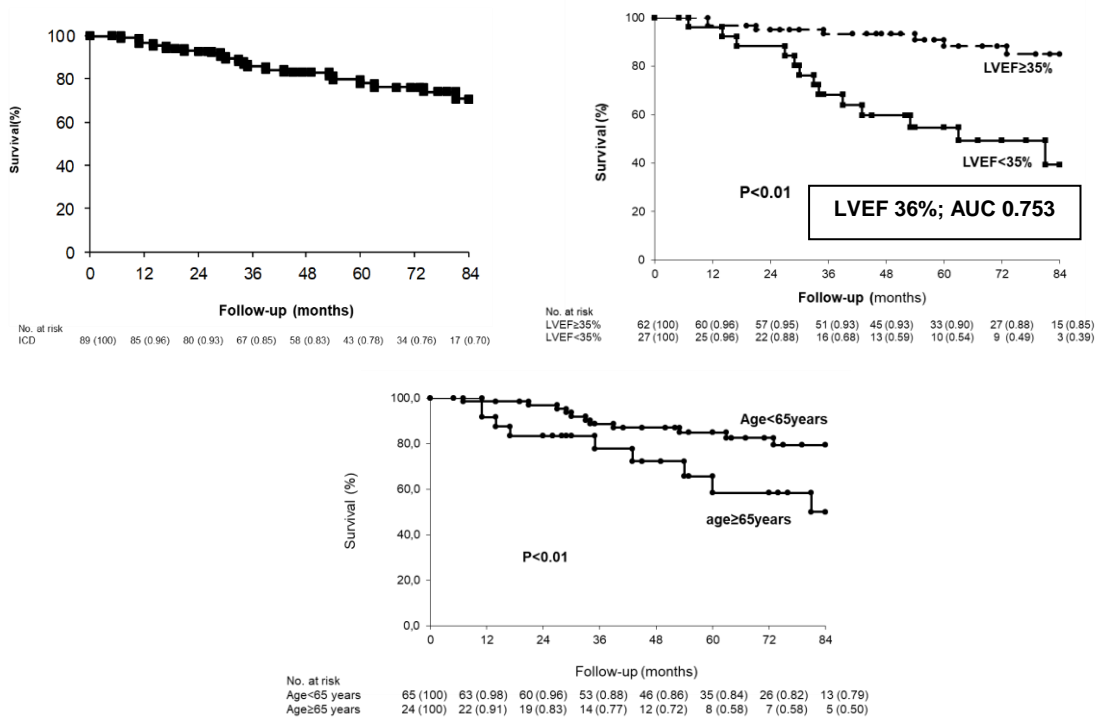 100
80
60
40
20
0
Survival(%)
0 12 24 36 48 60 72 84
Follow-up (months)
No. at risk
ICD 89 (100) 85 (0.96) 80 (0.93) 67 (0.85) 58 (0.83) 43 (0.78) 34 (0.76) 17 (0.70)
100
80
60
40
20
0
Survival (%)
LVEF≥35%
LVEF<35%
P<0.01
LVEF 36%; AUC 0.753
0 12 24 36 48 60 72 84
Follow-up (months)
No. at risk
LVEF≥35% 62 (100) 60 (0.96) 57 (0.95) 51 (0.93) 45 (0.93) 33 (0.90) 27 (0.88) 15 (0.85)
LVEF<35% 27 (100) 25 (0.96) 22 (0.88) 16 (0.68) 13 (0.59) 10 (0.54) 9 (0.49) 3 (0.39)
100,0
80,0
60,0
40,0
20,0
0,0
Survival (%)
Age<65years
age≥65years
P<0.01
0 12 24 36 48 60 72 84
Follow-up (months)
No. at risk
Age<65 years 65 (100) 63 (0.98) 60 (0.96) 53 (0.88) 46 (0.86) 35 (0.84) 26 (0.82) 13 (0.79)
Age≥65 years 24 (100) 22 (0.91) 19 (0.83) 14 (0.77) 12 (0.72) 8 (0.58) 7 (0.58) 5 (0.50)